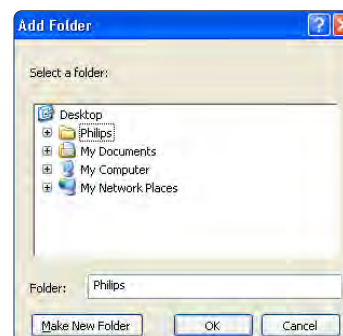 Add Folder
Select a folder:
Desktop
Philips
My Documents
My Computer
My Network Places
Folder: Philips
Make New Folder OK Cancel